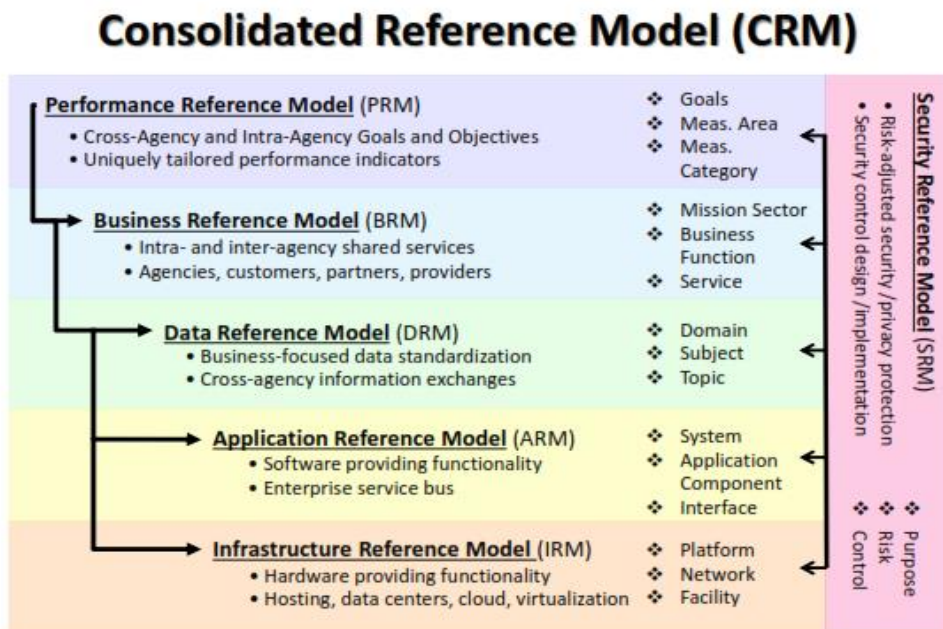 Consolidated Reference Model (CRM)
Performance Reference Model (PRM)
• Cross-Agency and Intra-Agency Goals and Objectives
• Uniquely tailored performance indicators
❖ Goals
❖ Meas. Area
❖ Meas.
Category
Business Reference Model (BRM)
• Intra- and inter-agency shared services
• Agencies, customers, partners, providers
❖ Mission Sector
❖ Business
Function
❖ Service
Data Reference Model (DRM)
• Business-focused data standardization
• Cross-agency information exchanges
❖ Domain
❖ Subject
❖ Topic
Application Reference Model (ARM)
• Software providing functionality
• Enterprise service bus
❖ System
❖ Application
Component
❖ Interface
Infrastructure Reference Model (IRM)
• Hardware providing functionality
• Hosting, data centers, cloud, virtualization
❖ Platform
❖ Network
❖ Facility
Security Reference Model (SRM)
• Risk-adjusted security/privacy protection
• Security control design/implementation
❖ Purpose
❖ Risk
❖ Control